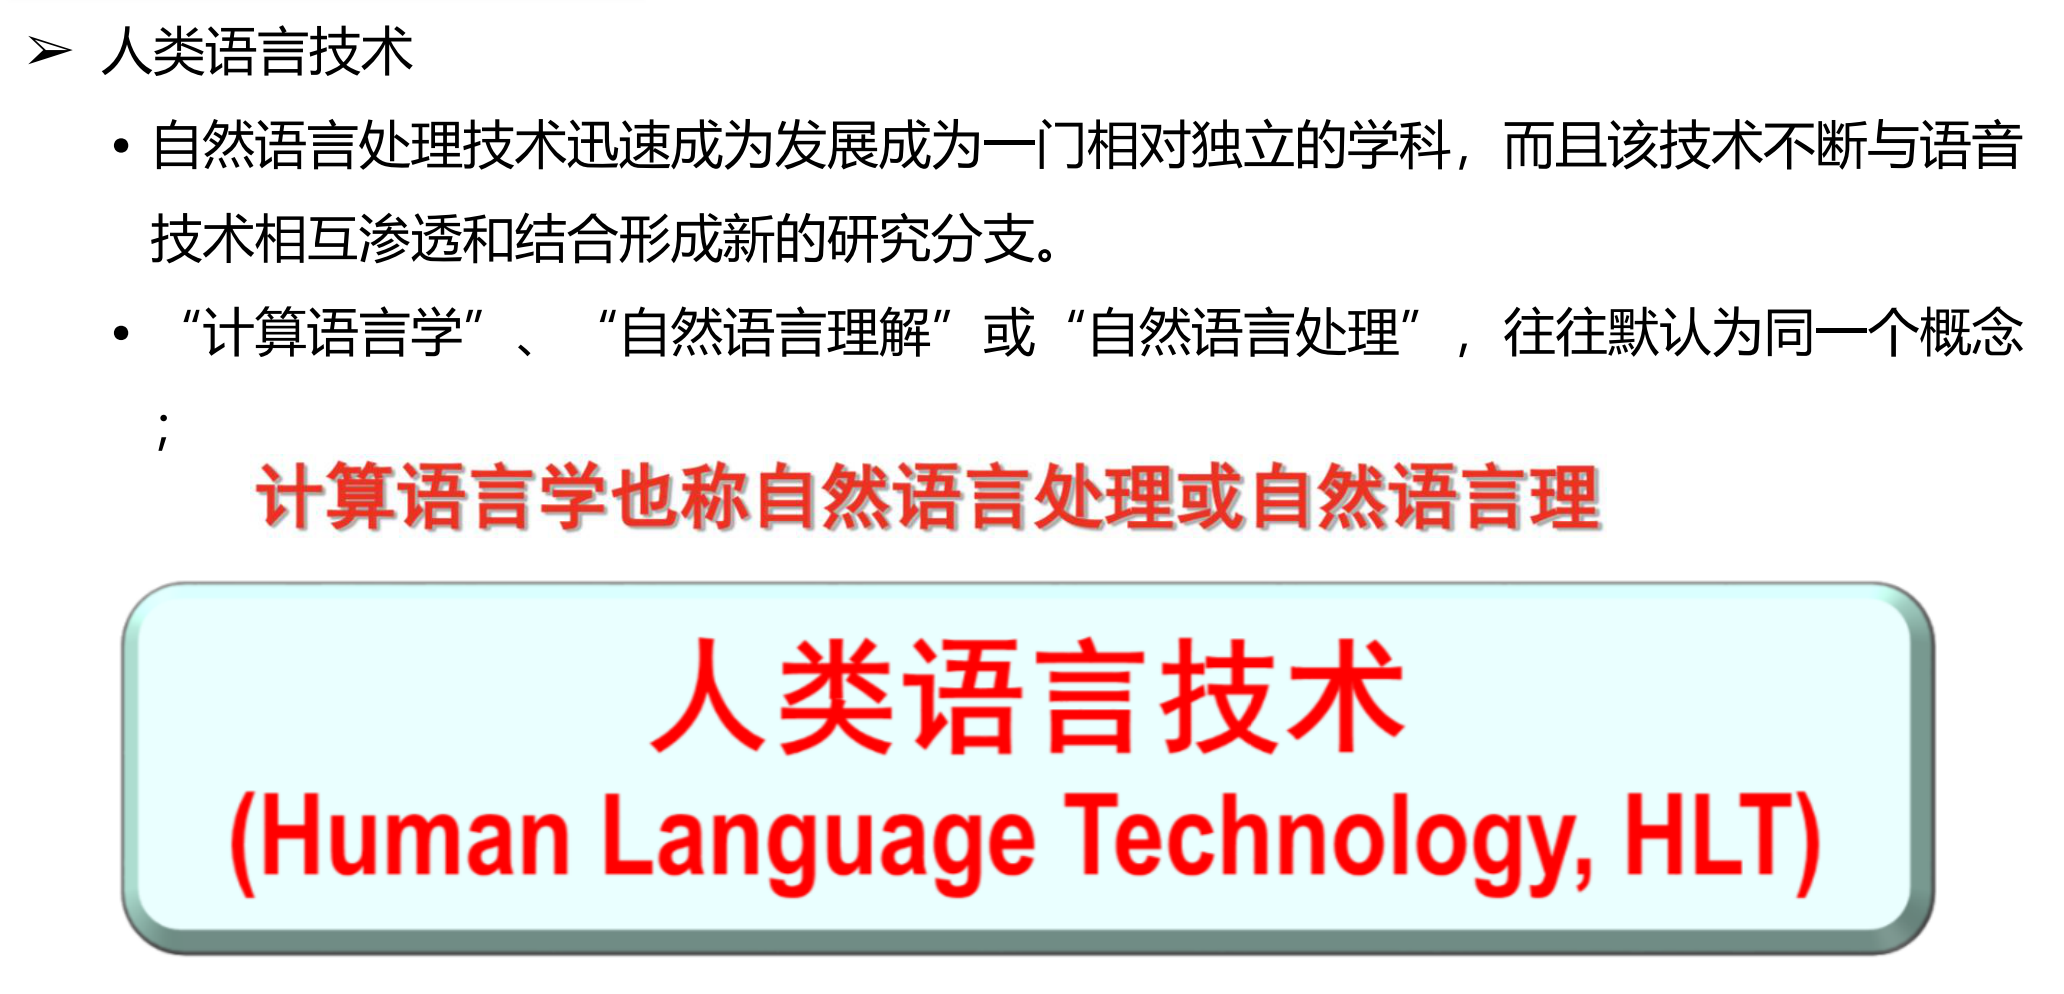 ➢ 人类语言技术
• 自然语言处理技术迅速成为发展成为一门相对独立的学科，而且该技术不断与语音
技术相互渗透和结合形成新的研究分支。
• “计算语言学”、“自然语言理解”或“自然语言处理”，往往默认为同一个概念
；
计算语言学也称自然语言处理或自然语言理
人类语言技术
(Human Language Technology, HLT)